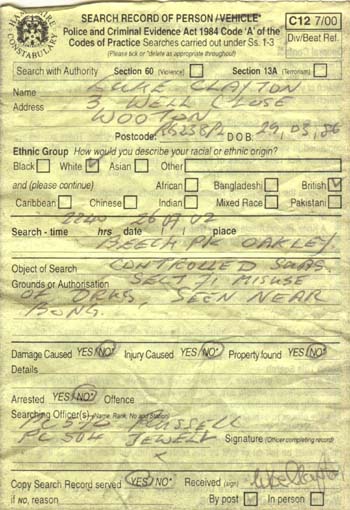 SEARCH RECORD OF PERSON / VEHICLE*
C12 7/00
Police and Criminal Evidence Act 1984 Code 'A' of the
Codes of Practice Searches carried out under Ss. 1-3
Div/Beat Ref.
(Please tick or *delete as appropriate throughout)
Search with Authority Section 60 (Violence) Section 13A (Terrorism)
Name LUKE CLAYTON
Address 3, WELL CLOSE
WOOTON
Postcode: D.O.B. 29, 03, 86
Ethnic Group How would you describe your racial or ethnic origin?
Black White Asian Other
and (please continue) African Bangladeshi British
Caribbean Chinese Indian Mixed Race Pakistani
Search - time 2240 hrs date 26 07 02 place
BEECH PK OAKLEY
Object of Search CONTROLLED SUBS.
Grounds or Authorisation SECT MISUSE
OF DRUGS, SEEN NEAR
BONG.
Damage Caused YES/NO* Injury Caused YES/NO* Property found YES/NO*
Details
Arrested YES/NO* Offence
Searching Officer(s) (Name, Rank, No and Station)
PC 570 RUSSELL
PC 504 JEWELL Signature (Officer completing record)
Copy Search Record served YES/NO* Received (sign)
if NO, reason By post In person